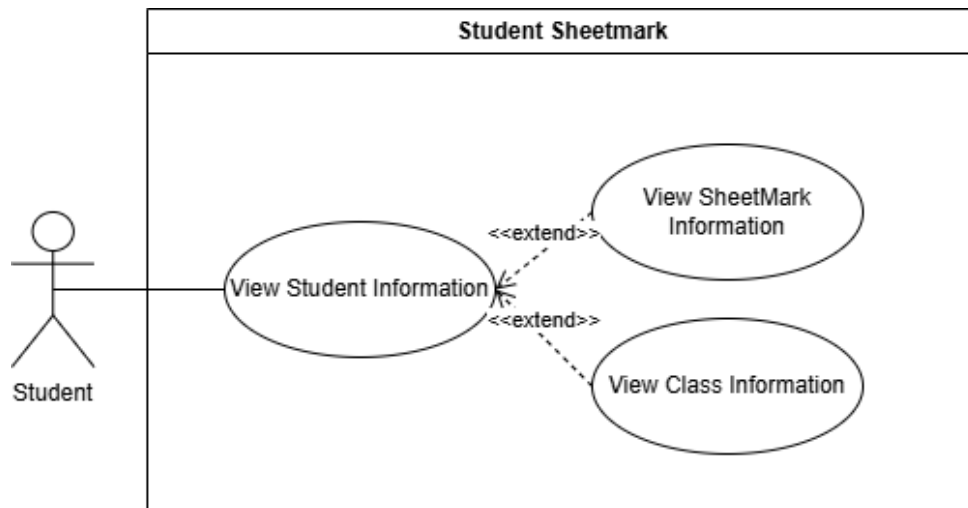 Student Sheetmark
View SheetMark
Information
<<extend>>
View Student Information
<<extend>>
View Class Information
Student